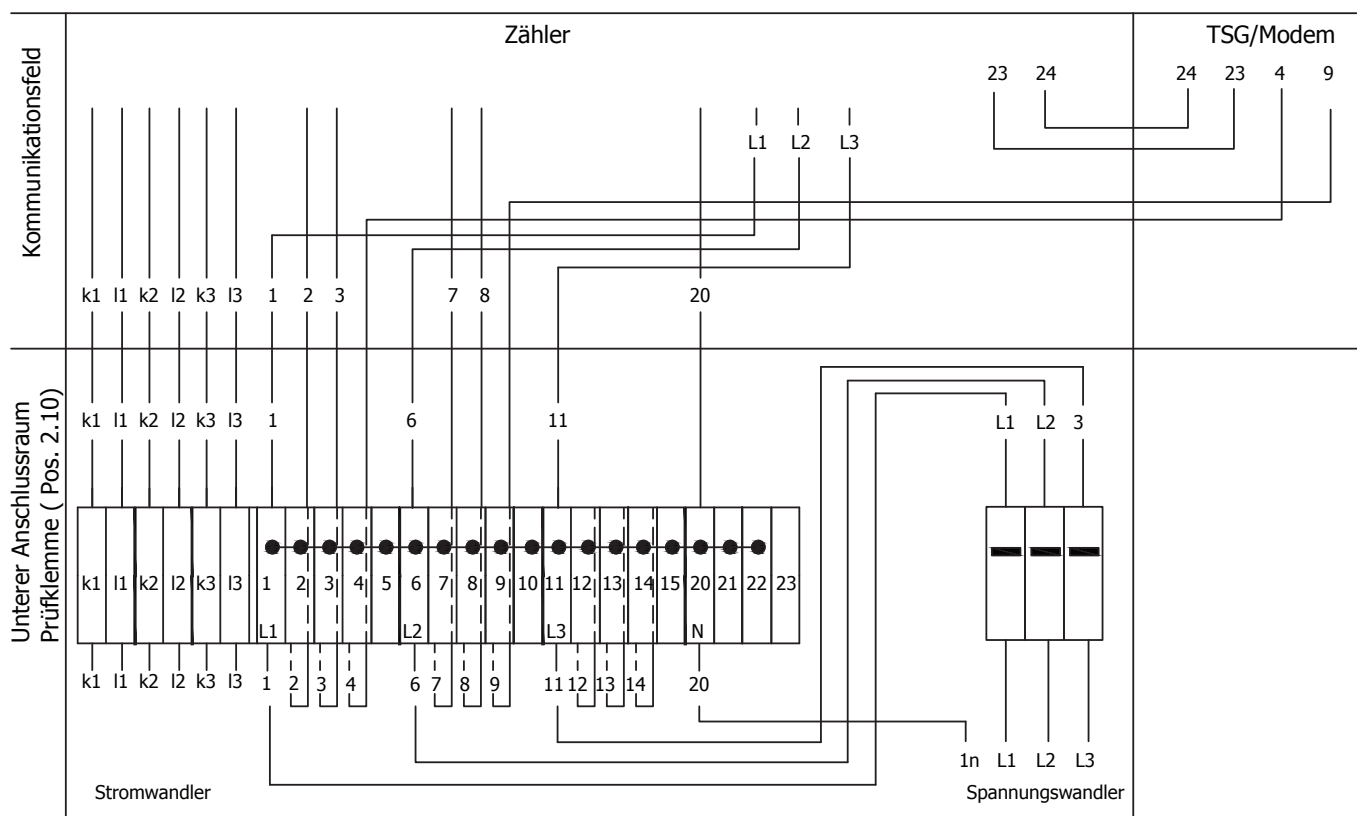 Zähler
TSG/Modem
Kommunikationsfeld
23 24 24 23 4 9
L1 L2 L3
k1 l1 k2 l2 k3 l3 1 2 3 7 8 20
Unterer Anschlussraum
Prüfklemme ( Pos. 2.10)
k1 l1 k2 l2 k3 l3 1 6 11 L1 L2 3
k1 l1 k2 l2 k3 l3 1 2 3 4 5 6 7 8 9 10 11 12 13 14 15 20 21 22 23
L1 L2 L3 N
k1 l1 k2 l2 k3 l3 1 2 3 4 6 7 8 9 11 12 13 14 20
1n L1 L2 L3
Stromwandler
Spannungswandler